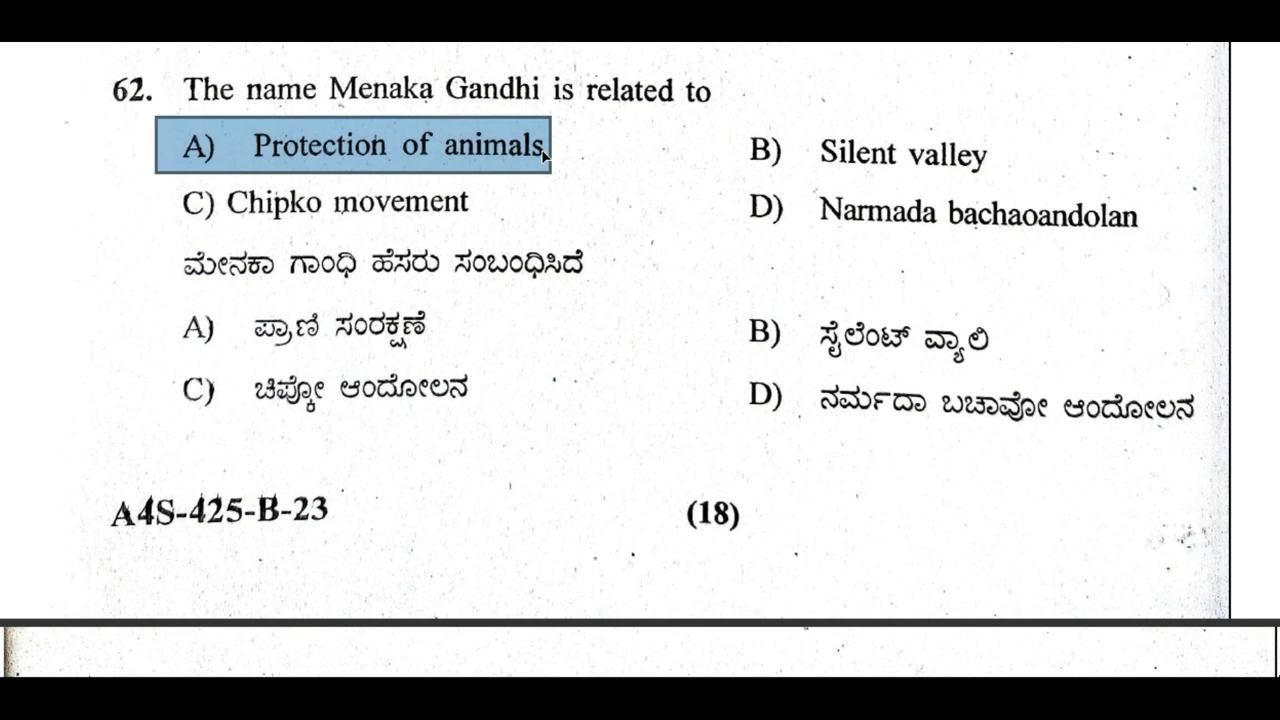 62. The name Menaka Gandhi is related to
A) Protection of animals
B) Silent valley
C) Chipko movement
D) Narmada bachaoandolan
ಮೇನಕಾ ಗಾಂಧಿ ಹೆಸರು ಸಂಬಂಧಿಸಿದೆ
A) ಪ್ರಾಣಿ ಸಂರಕ್ಷಣೆ
B) ಸೈಲೆಂಟ್ ವ್ಯಾಲಿ
C) ಚಿಪ್ಕೋ ಆಂದೋಲನ
D) ನರ್ಮದಾ ಬಚಾವೋ ಆಂದೋಲನ
A4S-425-B-23 (18)